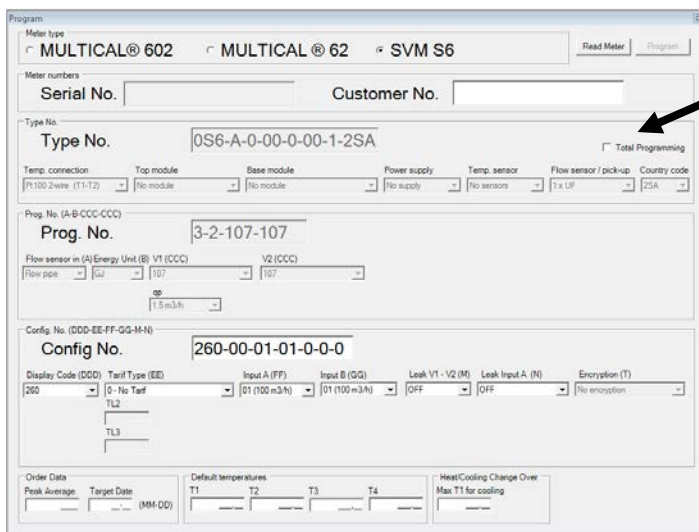 Program
Meter type
MULTICAL® 602 MULTICAL ® 62 SVM S6 Read Meter Program
Meter numbers
Serial No. Customer No.
Type No.
Type No. 0S6-A-0-00-0-00-1-2SA Total Programming
Temp. connection Top module Base module Power supply Temp. sensor Flow sensor / pick-up Country code
Pt100 2-wire (T1-T2) No module No module No supply No sensors 1 x UF 2SA
Prog. No. (A-B-CCC-CCC)
Prog. No. 3-2-107-107
Flow sensor in (A) Energy Unit (B) V1 (CCC) V2 (CCC)
Flow pipe GJ 107 107
qp
1.5 m3/h
Config. No. (DDD-EE-FF-GG-M-N)
Config No. 260-00-01-01-0-0-0
Display Code (DDD) Tarif Type (EE) Input A (FF) Input B (GG) Leak V1 - V2 (M) Leak Input A (N) Encryption (T)
260 0 - No Tarif 01 (100 m3/h) 01 (100 m3/h) OFF OFF No encryption
TL2
TL3
Order Data Default temperatures Heat/Cooling Change Over
Peak Average Target Date T1 T2 T3 T4 Max T1 for cooling
(MM-DD)